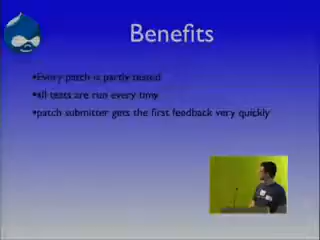 Benefits
•Every patch is partly tested
•all tests are run every timy
•patch submitter gets the first feedback very quickly